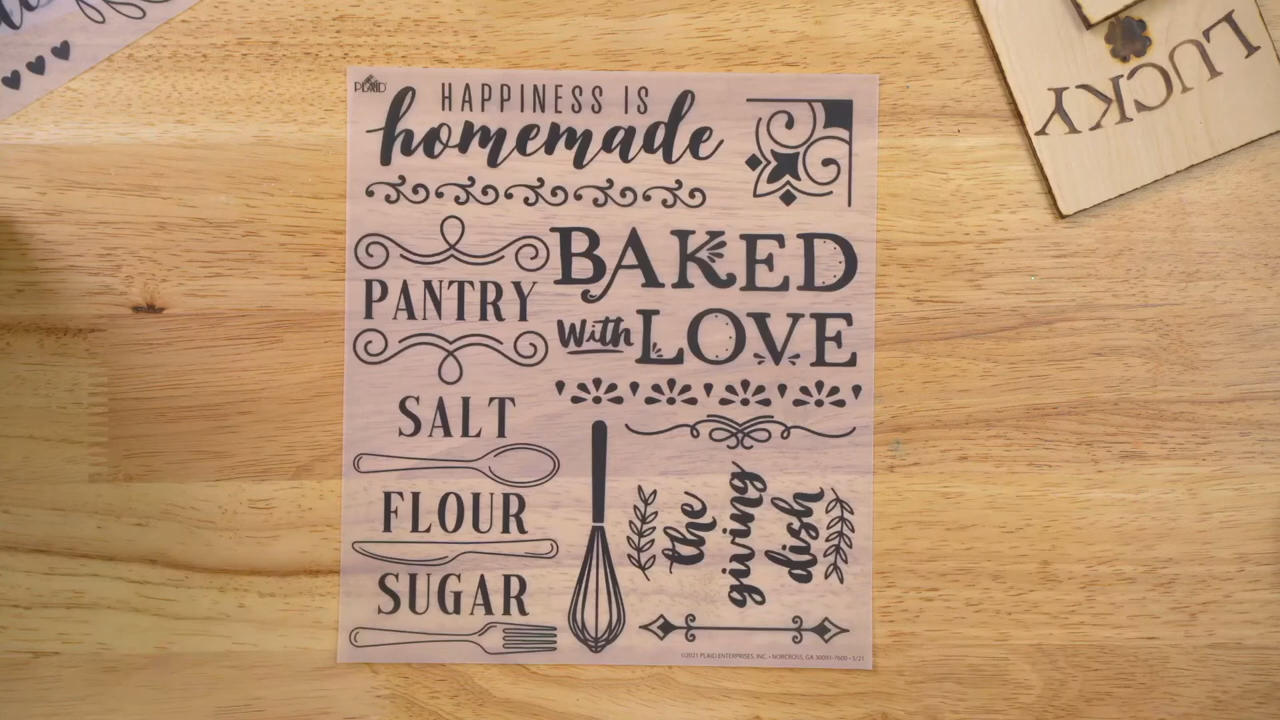 PLAID
HAPPINESS IS
homemade
BAKED
With LOVE
PANTRY
SALT
FLOUR
SUGAR
the
giving
dish
©2021 PLAID ENTERPRISES, INC. • NORCROSS, GA 30091-7600 • 5/21
LUCKY